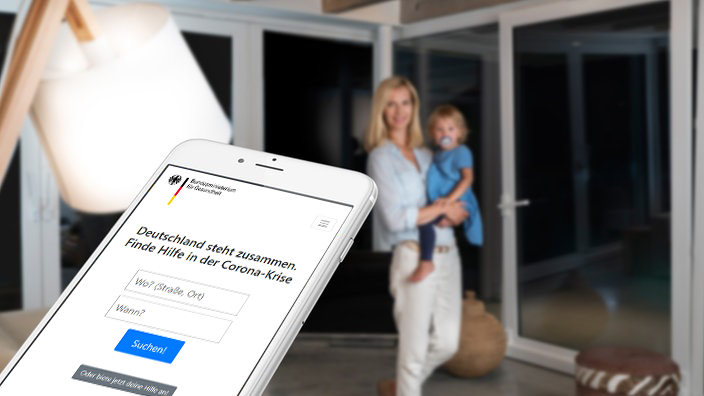 Bundesministerium
für Gesundheit
Deutschland steht zusammen.
Finde Hilfe in der Corona-Krise
Wo? (Straße, Ort)
Wann?
Suchen!
Oder biete jetzt deine Hilfe an!